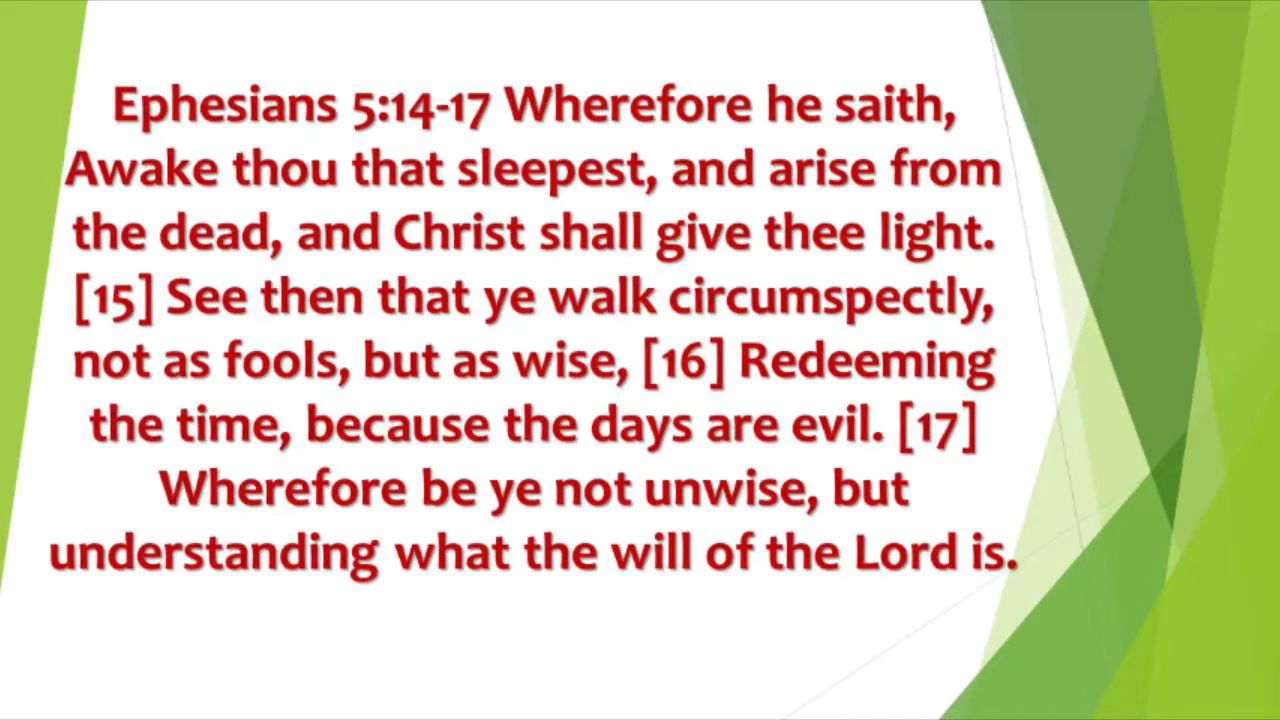 Ephesians 5:14-17 Wherefore he saith,
Awake thou that sleepest, and arise from
the dead, and Christ shall give thee light.
[15] See then that ye walk circumspectly,
not as fools, but as wise, [16] Redeeming
the time, because the days are evil. [17]
Wherefore be ye not unwise, but
understanding what the will of the Lord is.